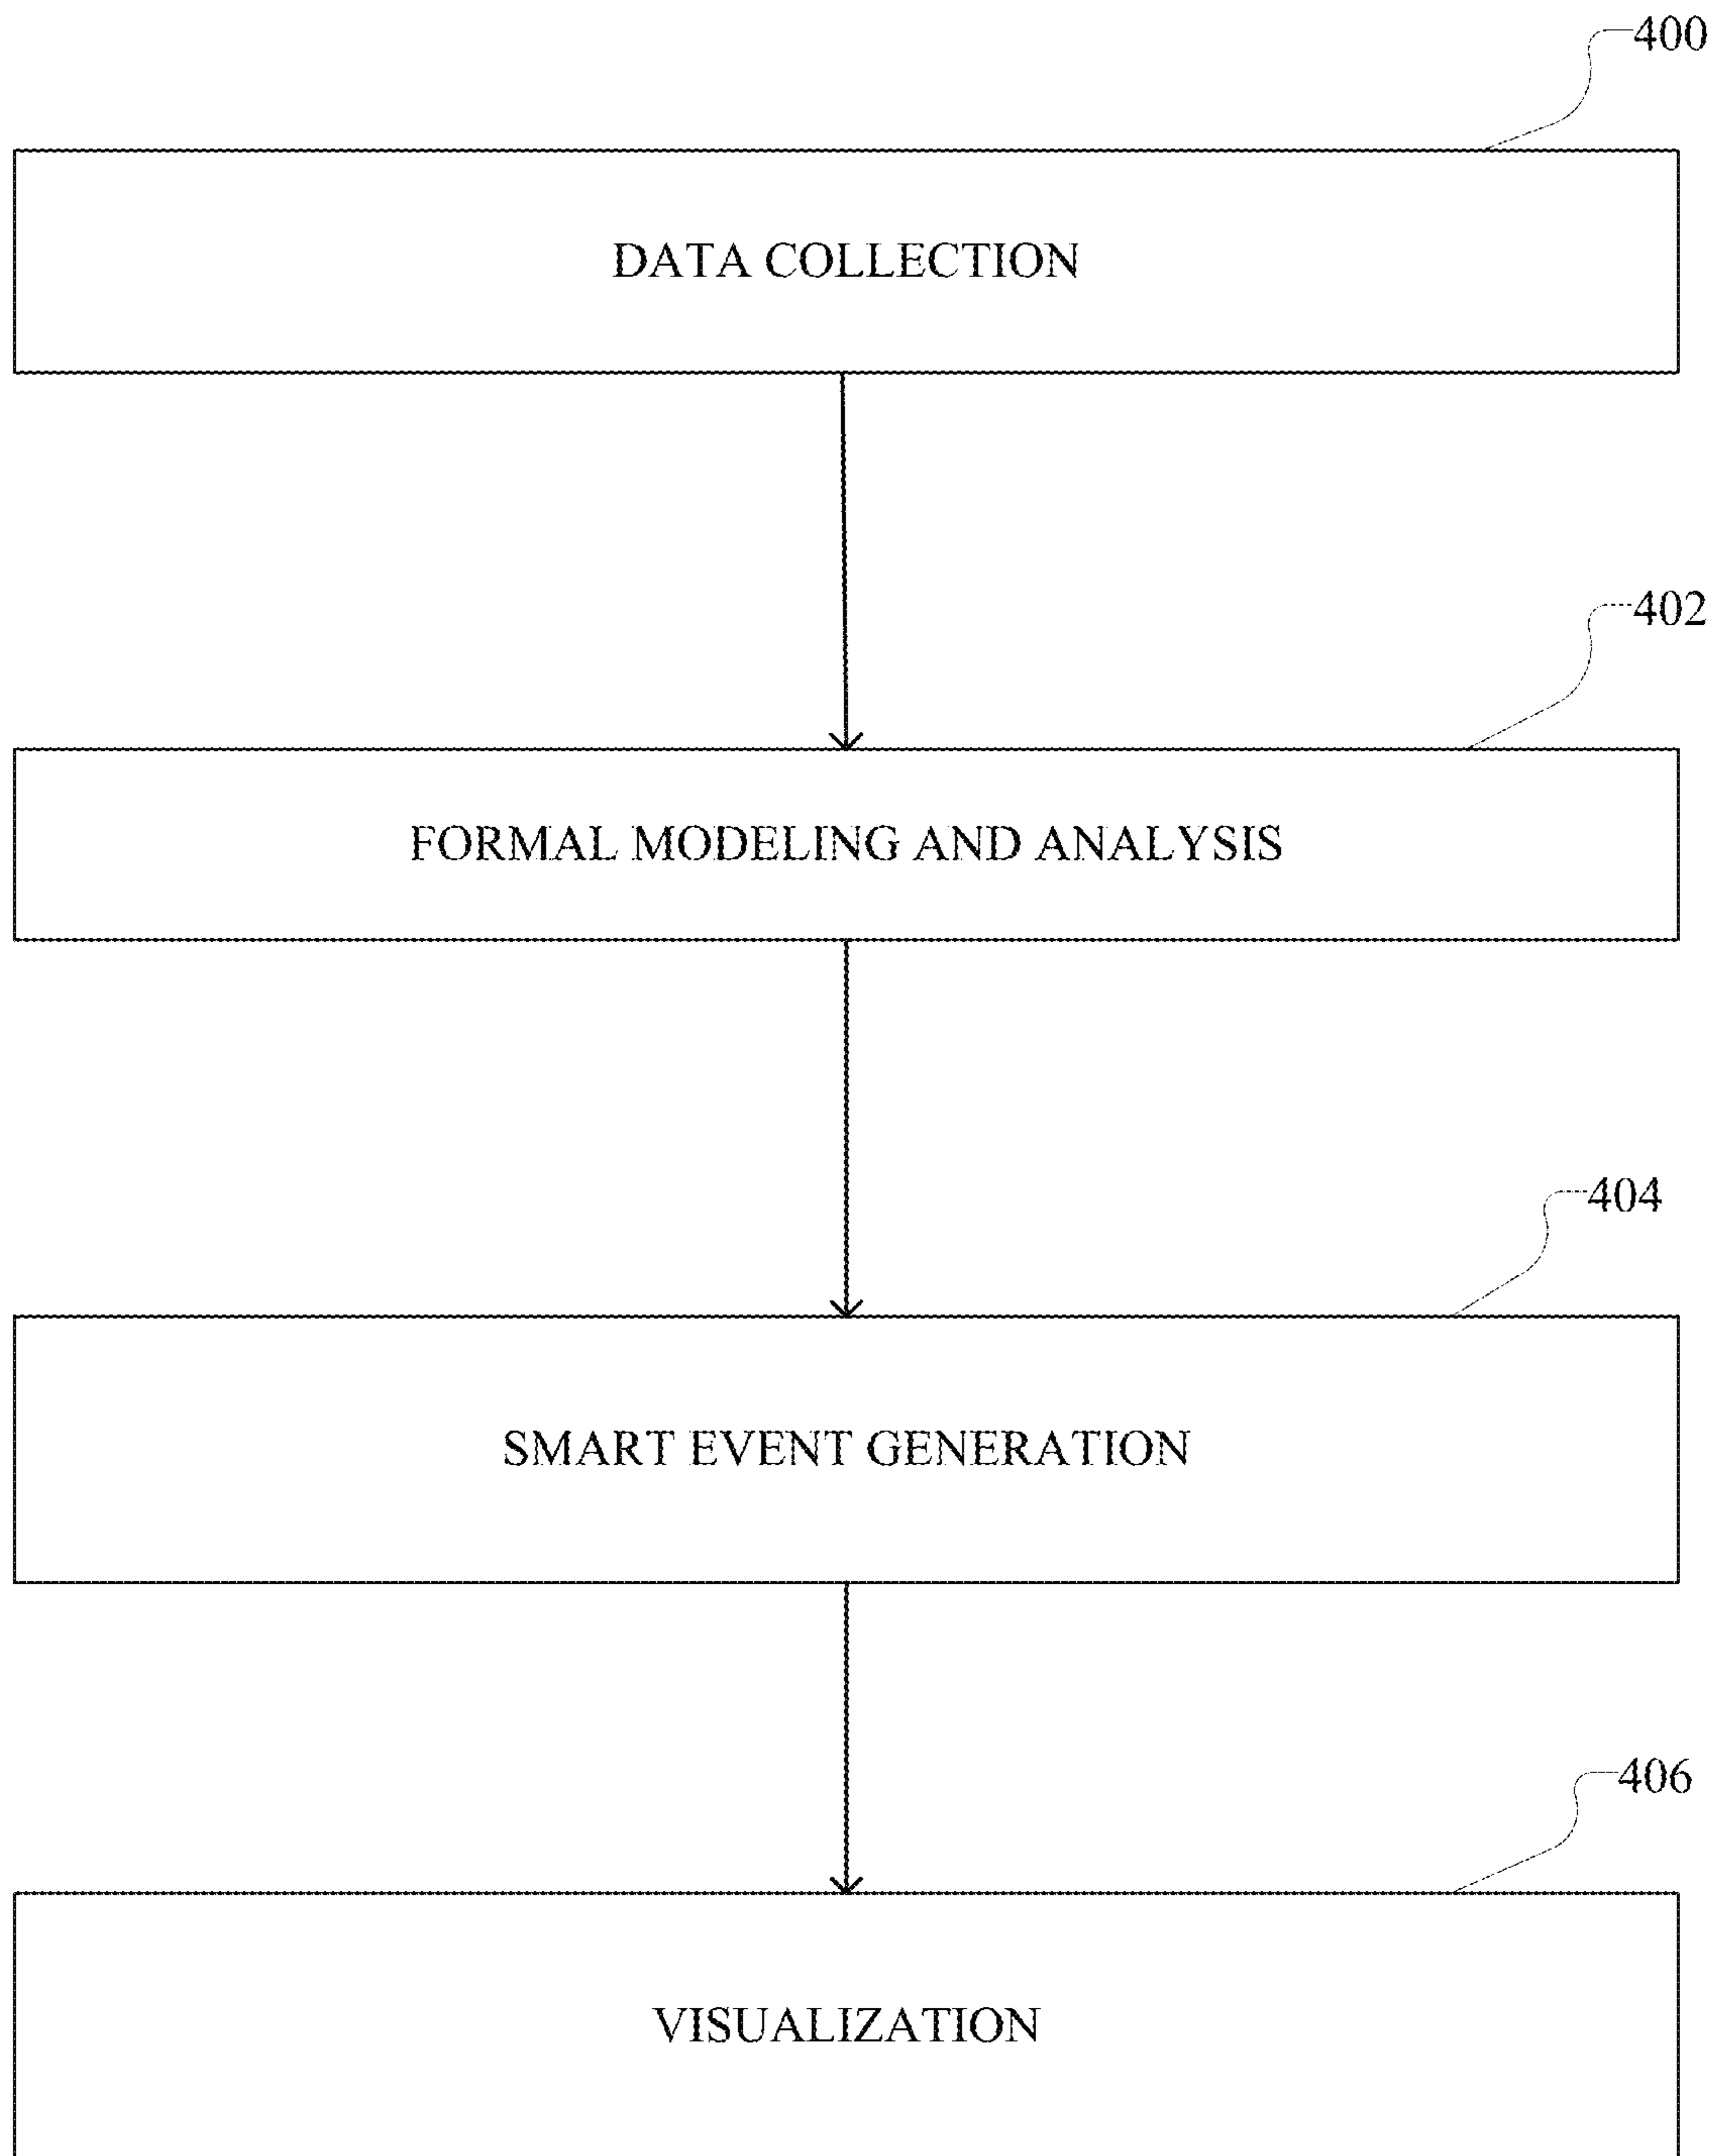 400
DATA COLLECTION
402
FORMAL MODELING AND ANALYSIS
404
SMART EVENT GENERATION
406
VISUALIZATION